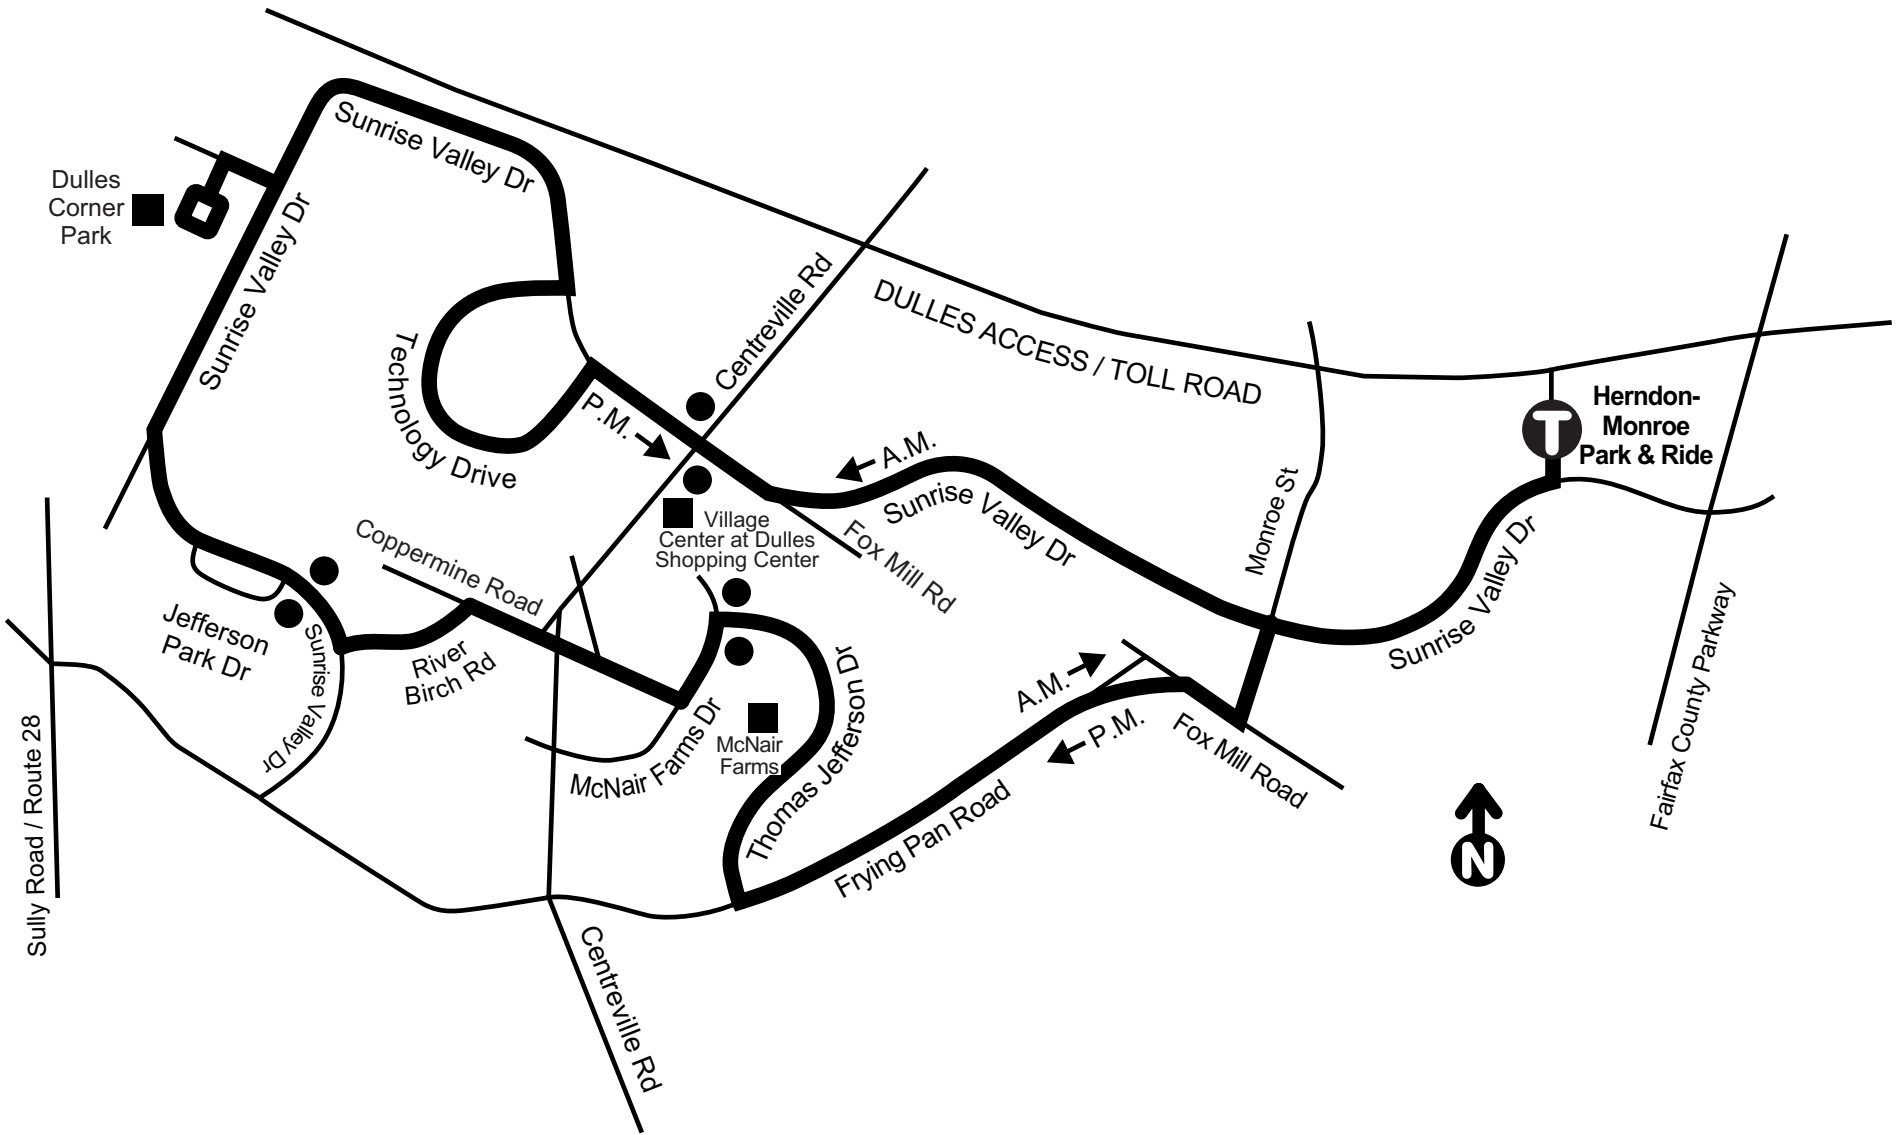 Sunrise Valley Dr
Dulles
Corner
Park
Sunrise Valley Dr
Centreville Rd
DULLES ACCESS / TOLL ROAD
Technology Drive
P.M.
A.M.
Sunrise Valley Dr
T
Herndon-
Monroe
Park & Ride
Monroe St
Village
Center at Dulles
Shopping Center
Fox Mill Rd
Coppermine Road
Jefferson
Park Dr
Sunrise Valley Dr
River
Birch Rd
Sunrise Valley Dr
Fairfax County Parkway
A.M.
P.M.
Fox Mill Road
McNair Farms Dr
McNair
Farms
Thomas Jefferson Dr
Frying Pan Road
Sully Road / Route 28
Centreville Rd
N